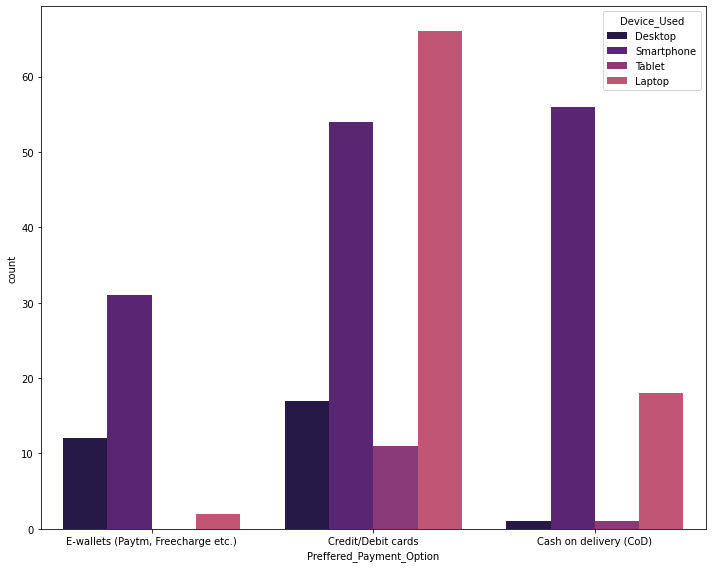 Device_Used
Desktop
Smartphone
Tablet
Laptop
60
50
40
30
20
10
0
count
E-wallets (Paytm, Freecharge etc.)
Credit/Debit cards
Cash on delivery (CoD)
Preffered_Payment_Option